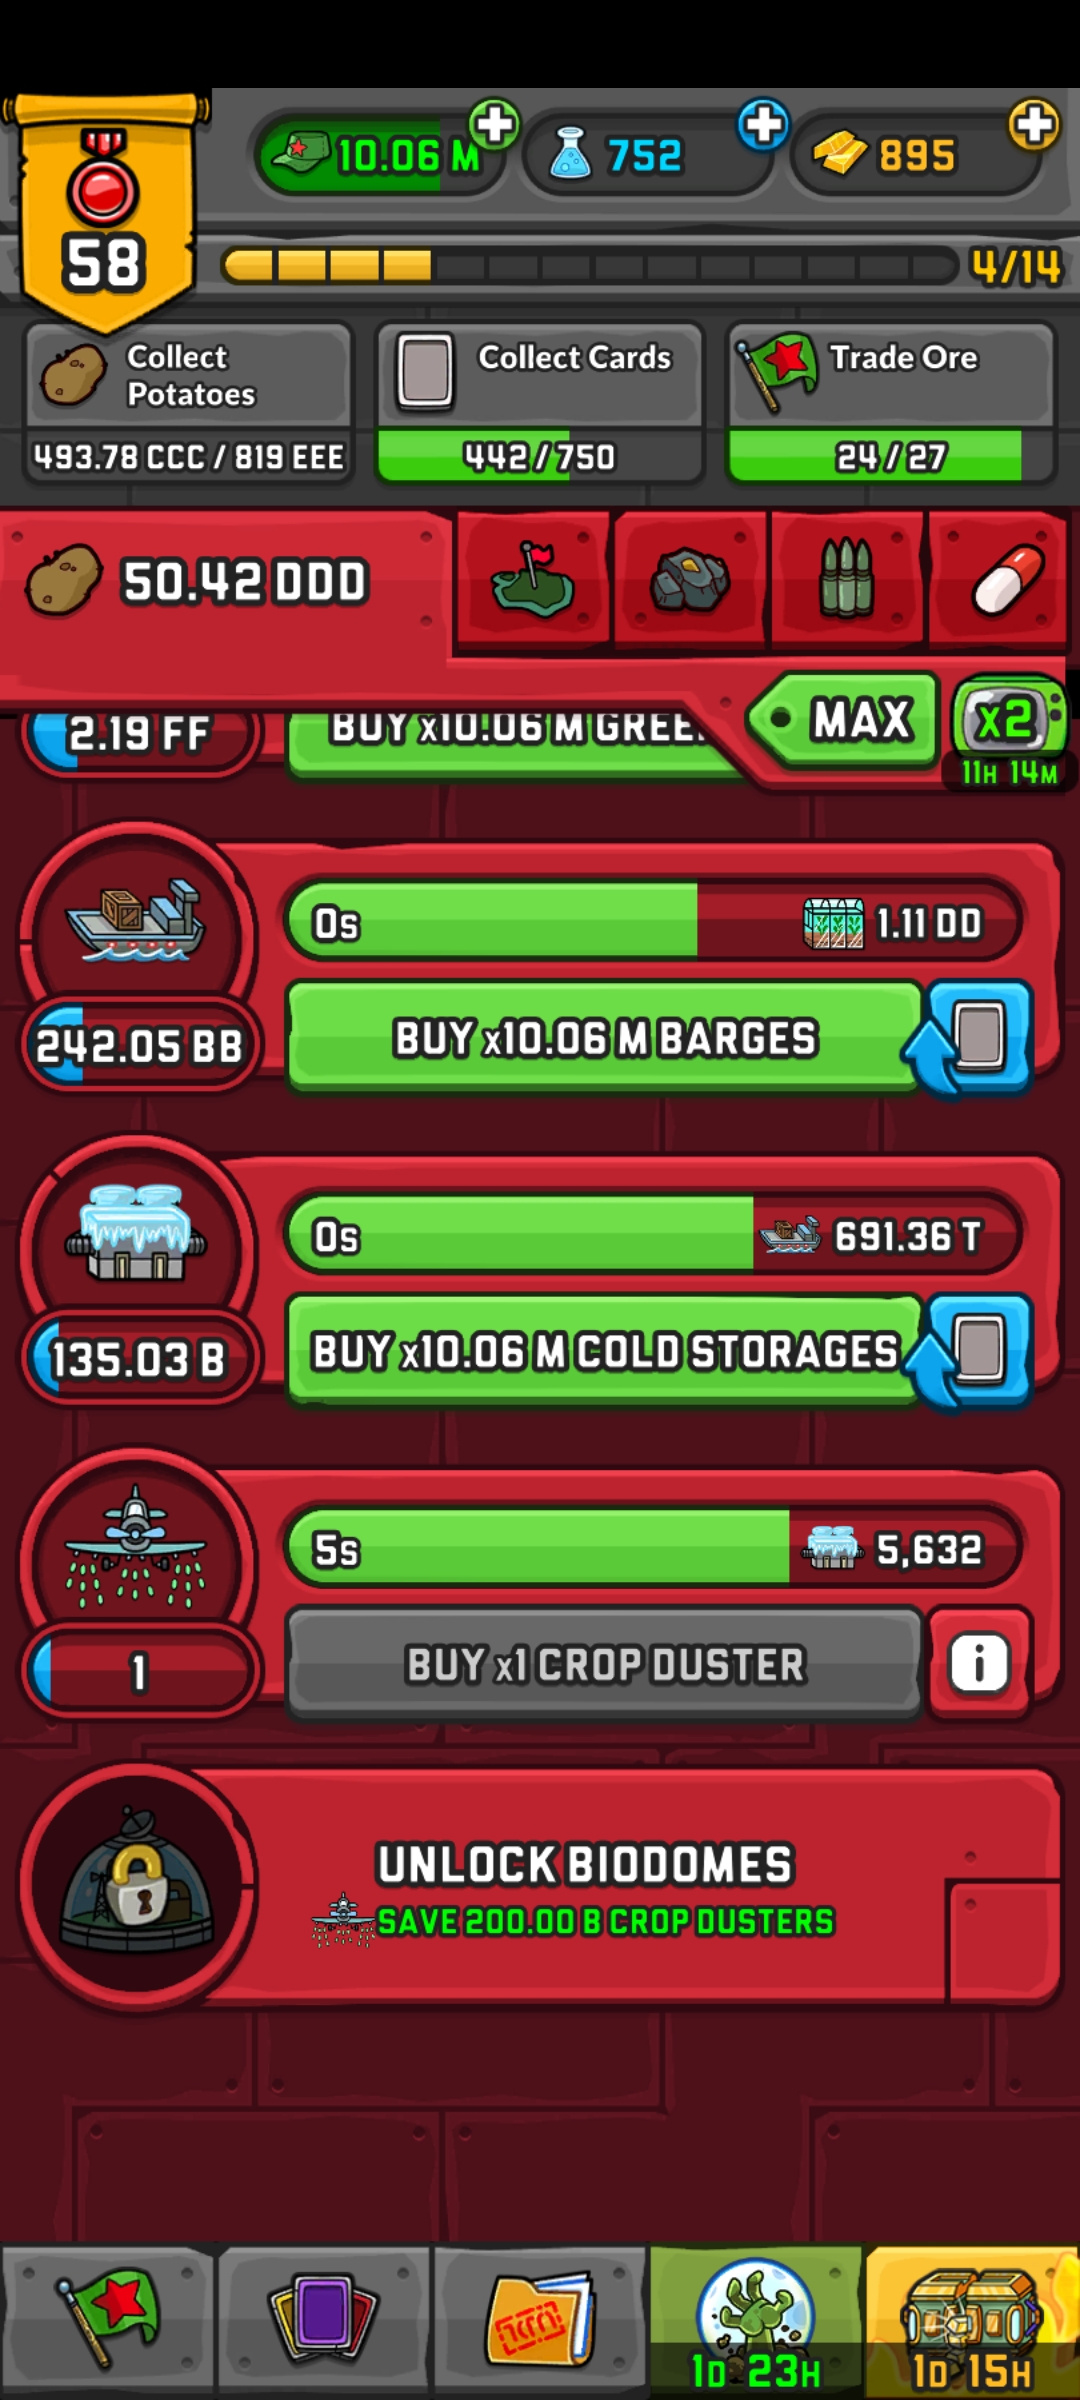 58
10.06 M
752
895
4/14
Collect
Potatoes
493.78 CCC / 819 EEE
Collect Cards
442/750
Trade Ore
24/27
50.42 DDD
MAX
x2
11H 14M
2.19 FF
BUY x10.06 M GREE
0s
1.11 DD
242.05 BB
BUY x10.06 M BARGES
0s
691.36 T
135.03 B
BUY x10.06 M COLD STORAGES
5s
5,632
1
BUY x1 CROP DUSTER
i
UNLOCK BIODOMES
SAVE 200.00 B CROP DUSTERS
1D 23H
1D 15H